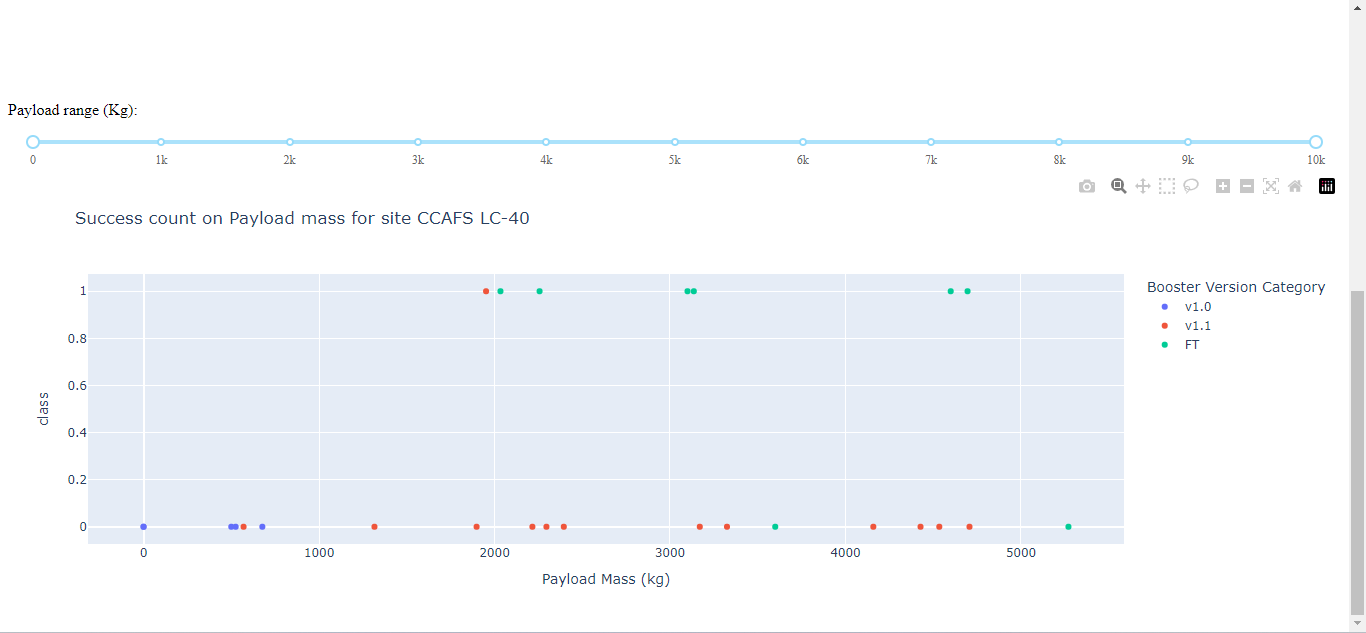 Payload range (Kg):
0 1k 2k 3k 4k 5k 6k 7k 8k 9k 10k
Success count on Payload mass for site CCAFS LC-40
Booster Version Category
v1.0
v1.1
FT
1
0.8
0.6
0.4
0.2
0
class
0 1000 2000 3000 4000 5000
Payload Mass (kg)